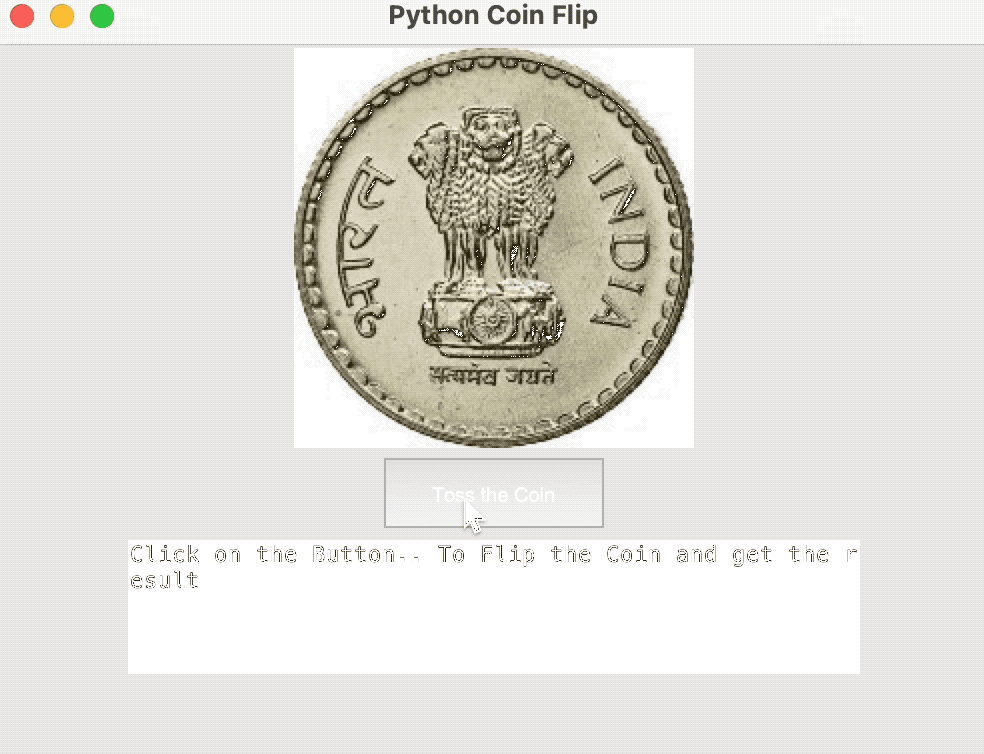 Python Coin Flip
भारत
INDIA
सत्यमेव जयते
Toss the Coin
Click on the Button.. To Flip the Coin and get the r
esult